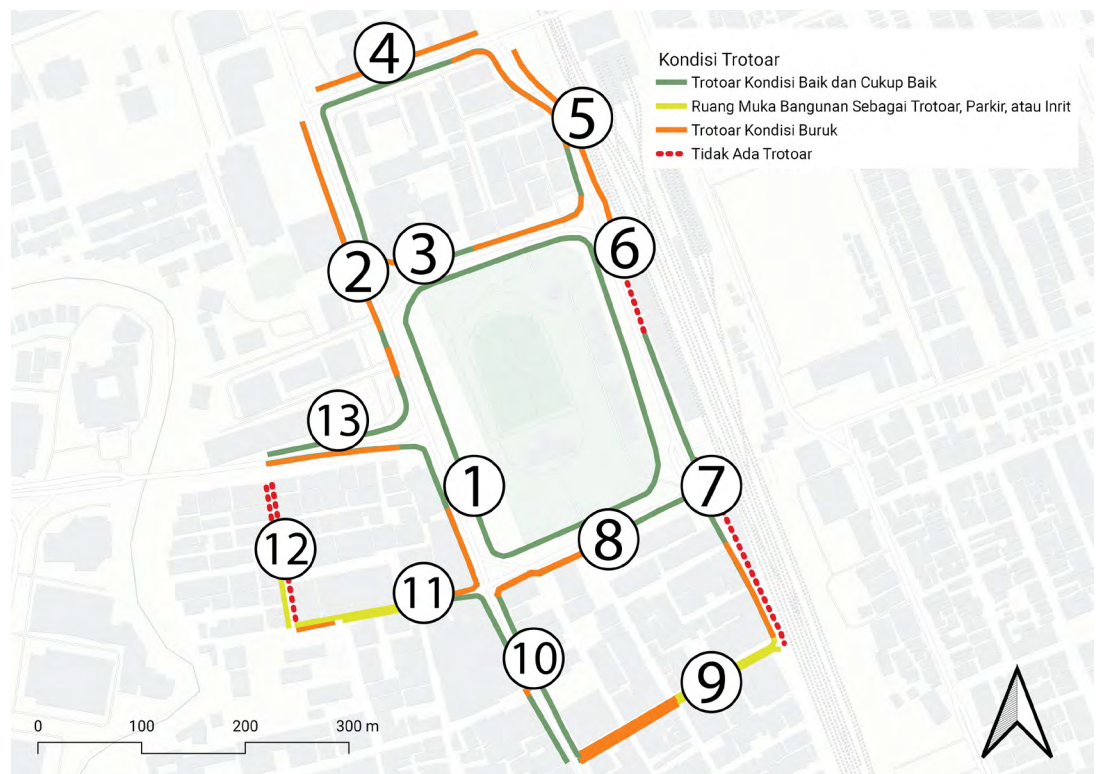 4
Kondisi Trotoar
Trotoar Kondisi Baik dan Cukup Baik
Ruang Muka Bangunan Sebagai Trotoar, Parkir, atau Inrit
Trotoar Kondisi Buruk
Tidak Ada Trotoar
5
6
3
2
13
1
7
8
12
11
10
9
0 100 200 300 m